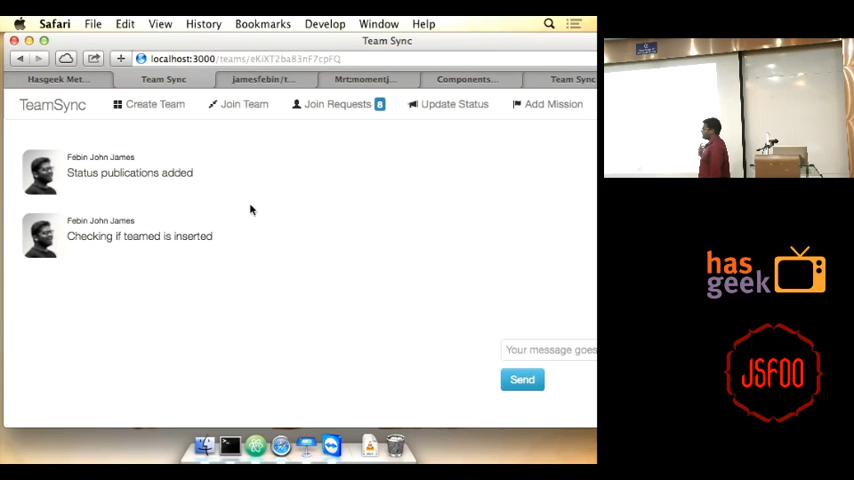 Safari File Edit View History Bookmarks Develop Window Help
Team Sync
localhost:3000/teams/eKiXT2ba83nF7cpFQ
Hasgeek Met... Team Sync jamesfebin/t... Mrt:momentj... Components... Team Sync
TeamSync Create Team Join Team Join Requests 8 Update Status Add Mission
Febin John James
Status publications added
Febin John James
Checking if teamed is inserted
Your message goes
Send
has
geek
JSFOO